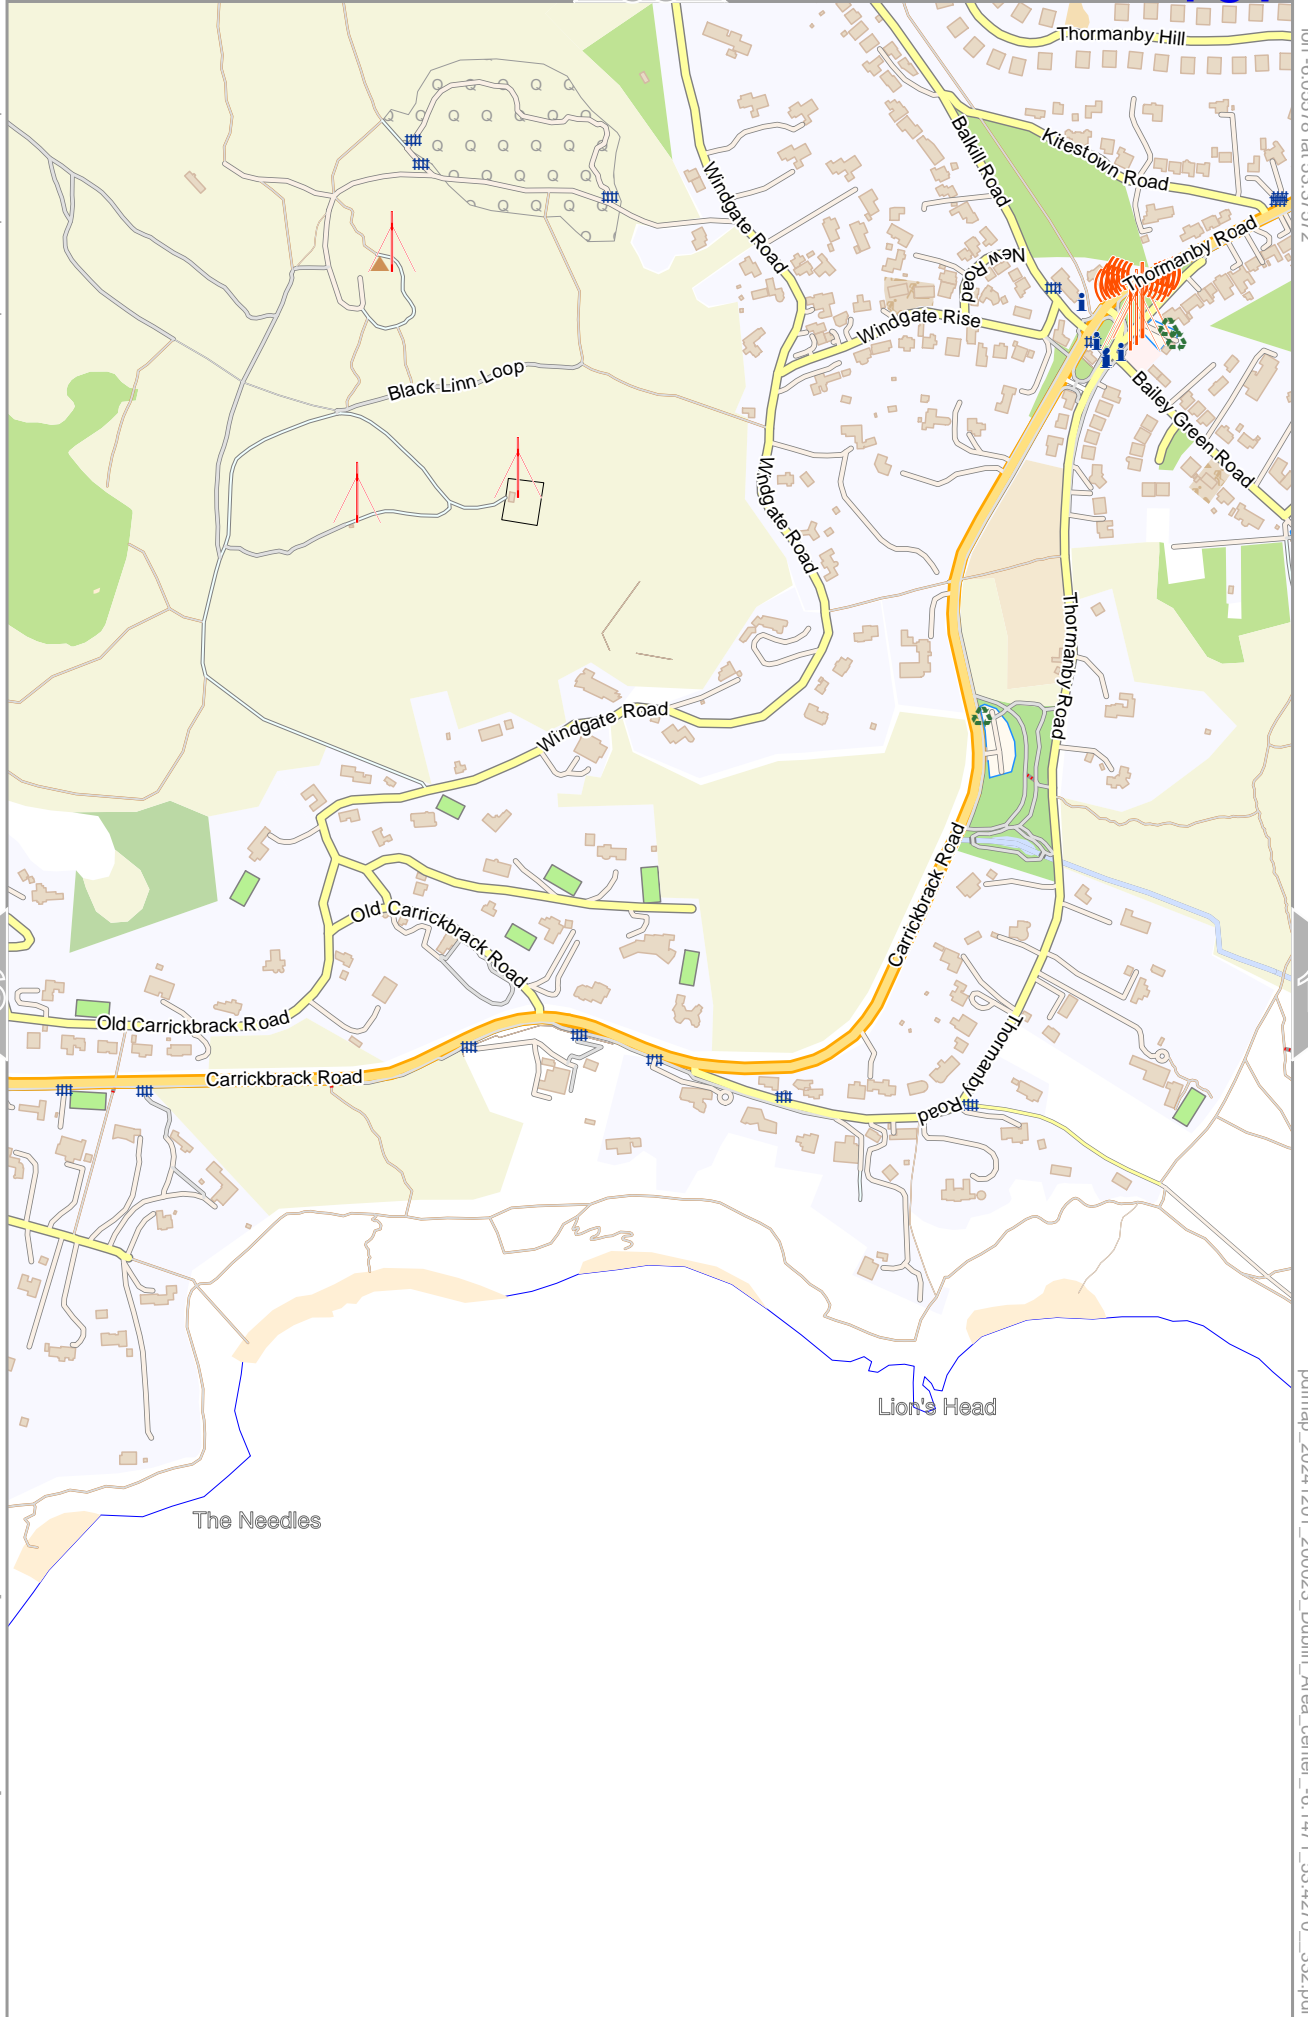 Thormanby Hill
Balkill Road
Kitestown Road
Windgate Road
Thormanby Road
New Road
Windgate Rise
Black Linn Loop
Bailey Green Road
Windgate Road
Thormanby Road
Windgate Road
Carrickbrack Road
Old Carrickbrack Road
Old Carrickbrack Road
Thormanby Road
Carrickbrack Road
Lion's Head
The Needles